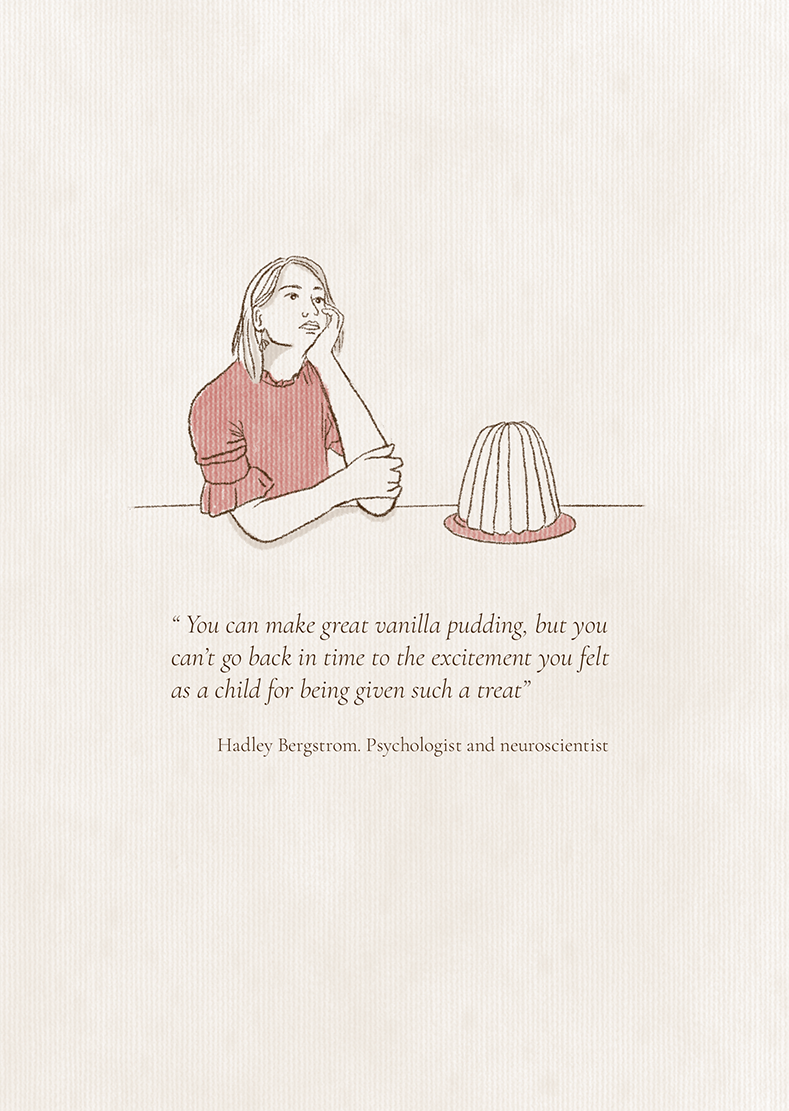 “ You can make great vanilla pudding, but you
can’t go back in time to the excitement you felt
as a child for being given such a treat”
Hadley Bergstrom. Psychologist and neuroscientist